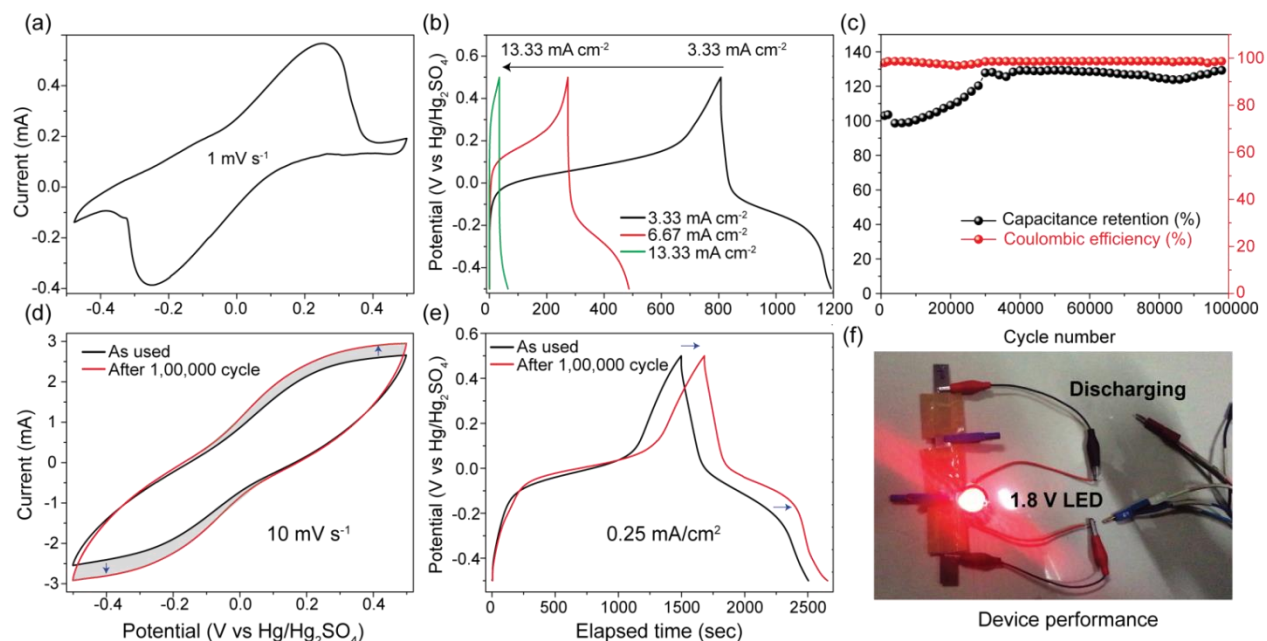 (a)
Current (mA)
0.6
0.4
0.2
0.0
-0.2
-0.4
1 mV s⁻¹
-0.4
-0.2
0.0
0.2
0.4
(b)
Potential (V vs Hg/Hg₂SO₄)
0.6
0.4
0.2
0.0
-0.2
-0.4
13.33 mA cm⁻²
3.33 mA cm⁻²
3.33 mA cm⁻²
6.67 mA cm⁻²
13.33 mA cm⁻²
0
200
400
600
800
1000
1200
(c)
140
120
100
80
60
40
20
0
100
80
60
40
20
0
Capacitance retention (%)
Coulombic efficiency (%)
0
20000
40000
60000
80000
100000
Cycle number
(d)
Current (mA)
3
2
1
0
-1
-2
-3
As used
After 1,00,000 cycle
10 mV s⁻¹
-0.4
-0.2
0.0
0.2
0.4
Potential (V vs Hg/Hg₂SO₄)
(e)
Potential (V vs Hg/Hg₂SO₄)
0.6
0.4
0.2
0.0
-0.2
-0.4
As used
After 1,00,000 cycle
0.25 mA/cm²
0
500
1000
1500
2000
2500
Elapsed time (sec)
(f)
Discharging
1.8 V LED
Device performance